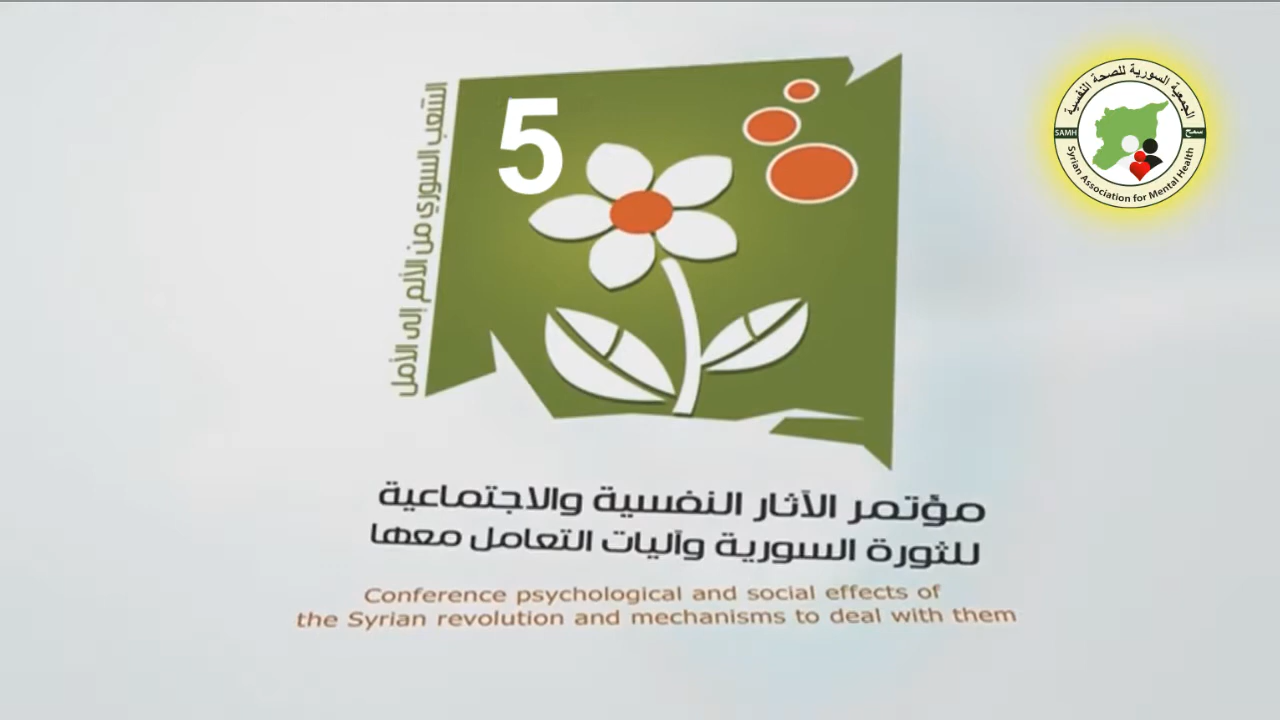 5
الشعب السوري من الألم إلى الأمل
الجمعية السورية للصحة النفسية
SAMH
سمح
Syrian Association for Mental Health
مؤتمر الآثار النفسية والاجتماعية
للثورة السورية وآليات التعامل معها
Conference psychological and social effects of
the Syrian revolution and mechanisms to deal with them